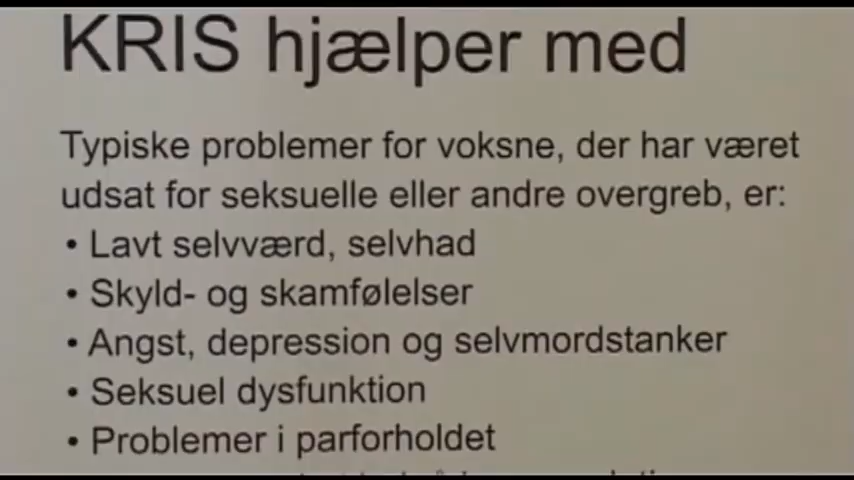 KRIS hjælper med
Typiske problemer for voksne, der har været
udsat for seksuelle eller andre overgreb, er:
• Lavt selvværd, selvhad
• Skyld- og skamfølelser
• Angst, depression og selvmordstanker
• Seksuel dysfunktion
• Problemer i parforholdet